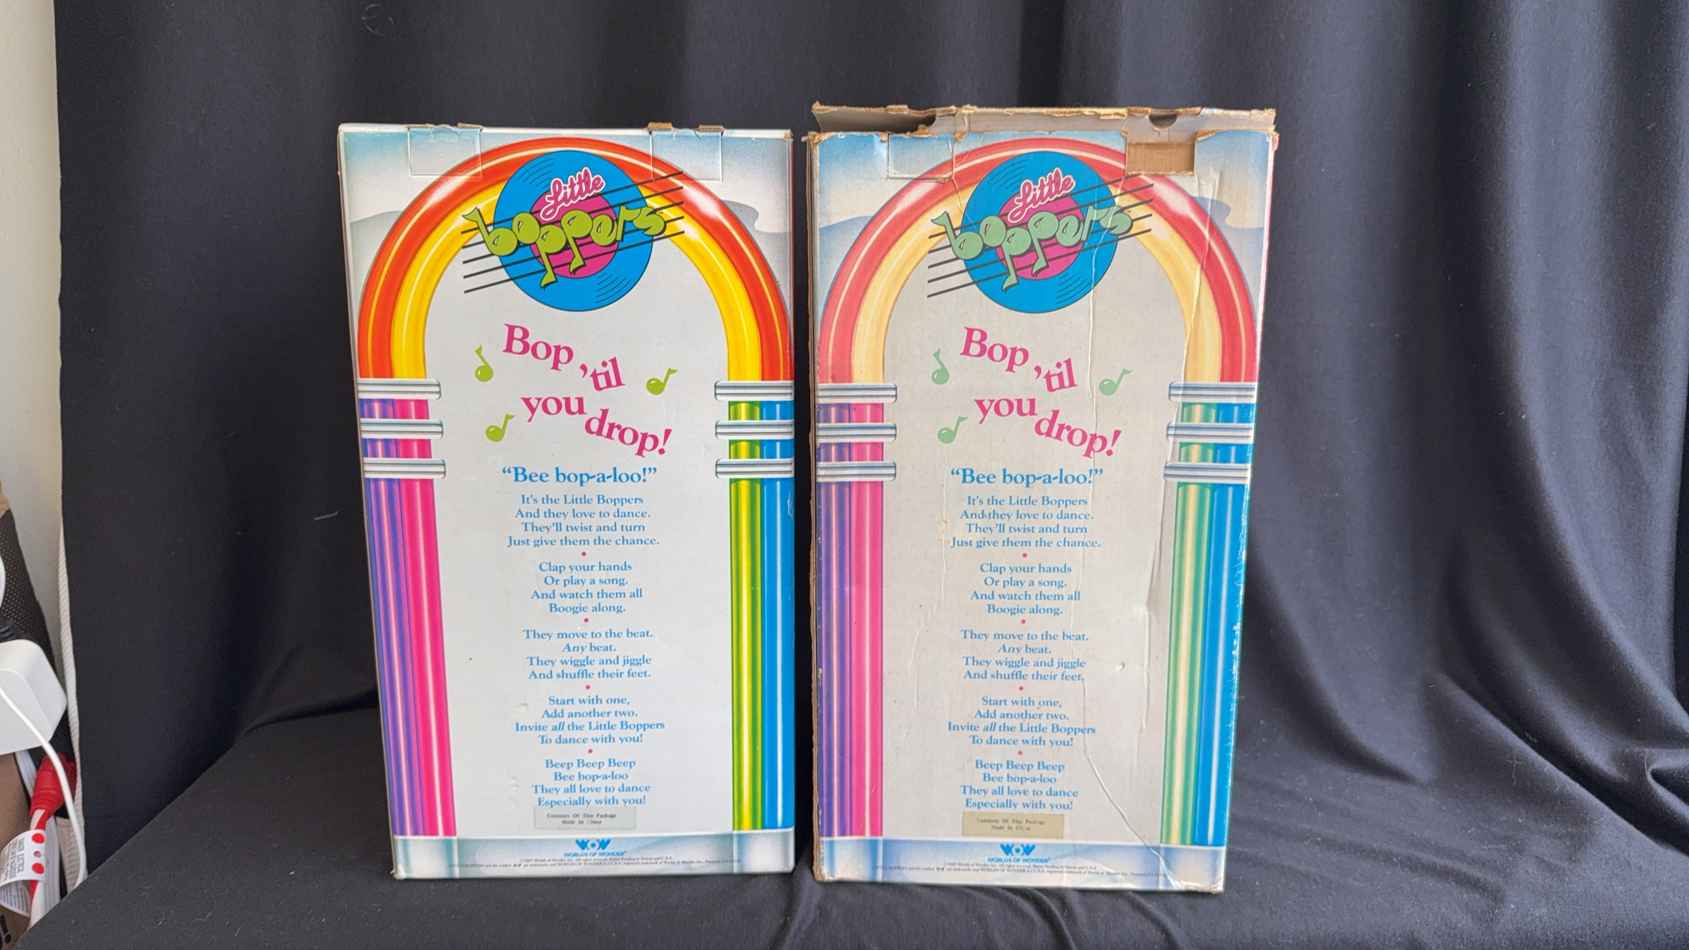 Little
boppers
Bop 'til
you drop!
“Bee bop-a-loo!”
It's the Little Boppers
And they love to dance.
They'll twist and turn
Just give them the chance.
Clap your hands
Or play a song.
And watch them all
Boogie along.
They move to the beat.
Any beat.
They wiggle and jiggle
And shuffle their feet.
Start with one,
Add another two.
Invite all the Little Boppers
To dance with you!
Beep Beep Beep
Bee bop-a-loo
They all love to dance
Especially with you!
Contents Of This Package
Made In China
WOW
WORLDS OF WONDER
Little
boppers
Bop 'til
you drop!
“Bee bop-a-loo!”
It's the Little Boppers
And they love to dance.
They'll twist and turn
Just give them the chance.
Clap your hands
Or play a song.
And watch them all
Boogie along.
They move to the beat.
Any beat.
They wiggle and jiggle
And shuffle their feet.
Start with one,
Add another two.
Invite all the Little Boppers
To dance with you!
Beep Beep Beep
Bee bop-a-loo
They all love to dance
Especially with you!
Contents Of This Package
Made In China
WOW
WORLDS OF WONDER